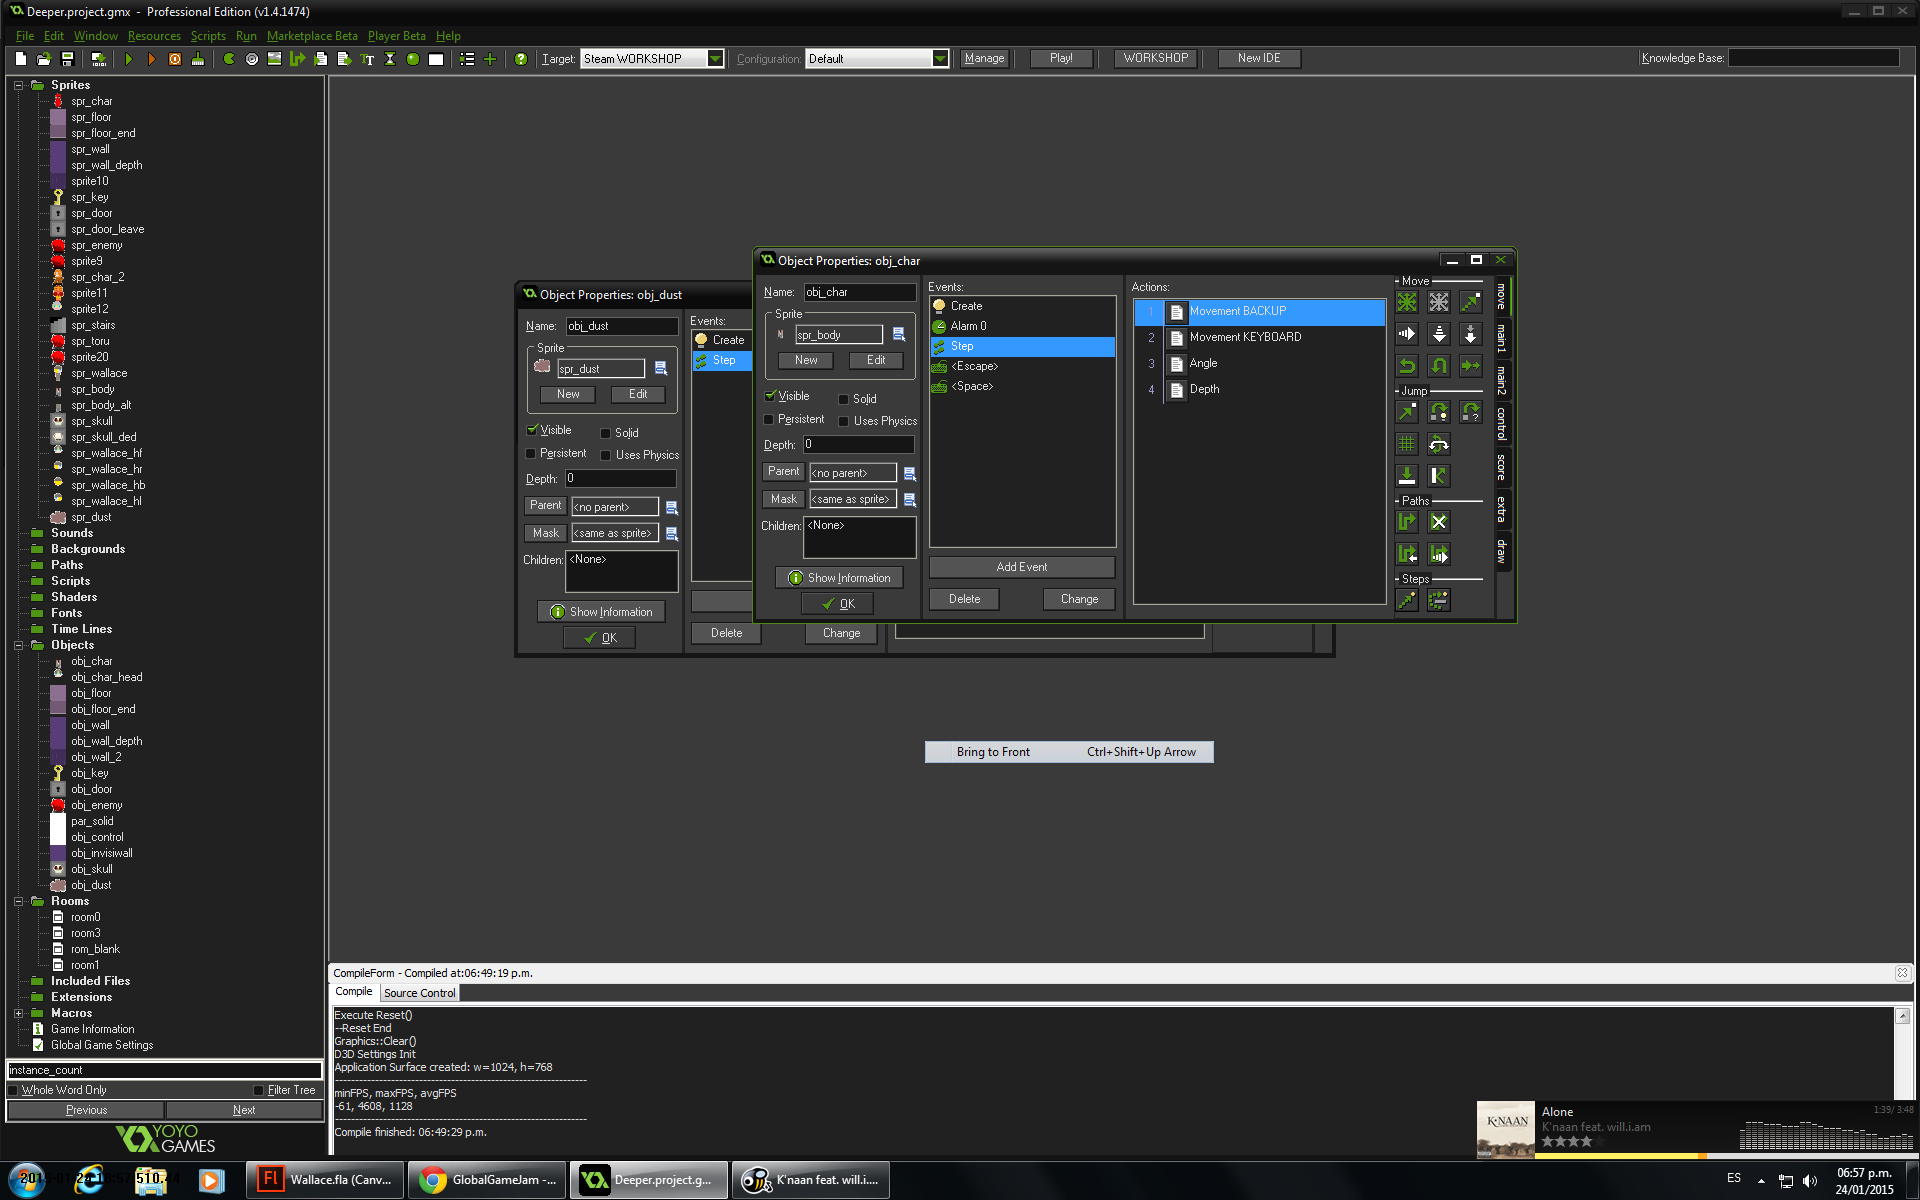 Deeper.project.gmx - Professional Edition (v1.4.1474)
File Edit Window Resources Scripts Run Marketplace Beta Player Beta Help
Target: Steam WORKSHOP Configuration: Default Manage Play! WORKSHOP New IDE Knowledge Base:
Sprites
spr_char
spr_floor
spr_floor_end
spr_wall
spr_wall_depth
sprite10
spr_key
spr_door
spr_door_leave
spr_enemy
sprite9
spr_char_2
sprite11
sprite12
spr_stairs
spr_toru
sprite20
spr_wallace
spr_body
spr_body_alt
spr_skull
spr_skull_ded
spr_wallace_hf
spr_wallace_hr
spr_wallace_hb
spr_wallace_hl
spr_dust
Sounds
Backgrounds
Paths
Scripts
Shaders
Fonts
Time Lines
Objects
obj_char
obj_char_head
obj_floor
obj_floor_end
obj_wall
obj_wall_depth
obj_wall_2
obj_key
obj_door
obj_enemy
par_solid
obj_control
obj_invisiwall
obj_skull
obj_dust
Rooms
room0
room3
rom_blank
room1
Included Files
Extensions
Macros
Game Information
Global Game Settings
instance_count
Whole Word Only Filter Tree
Previous Next
YOYO
GAMES
Object Properties: obj_dust
Name: obj_dust
Sprite
spr_dust
New Edit
Visible Solid
Persistent Uses Physics
Depth: 0
Parent <no parent>
Mask <same as sprite>
Children: <None>
Show Information
OK
Events:
Create
Step
Delete Change
Object Properties: obj_char
Name: obj_char
Sprite
spr_body
New Edit
Visible Solid
Persistent Uses Physics
Depth: 0
Parent <no parent>
Mask <same as sprite>
Children: <None>
Show Information
OK
Events:
Create
Alarm 0
Step
<Escape>
<Space>
Add Event
Delete Change
Actions:
1 Movement BACKUP
2 Movement KEYBOARD
3 Angle
4 Depth
Move
Jump
Paths
Steps
move
main1
main2
control
score
extra
draw
Bring to Front Ctrl+Shift+Up Arrow
CompileForm - Compiled at:06:49:19 p.m.
Compile Source Control
Execute Reset()
--Reset End
Graphics::Clear()
D3D Settings Init
Application Surface created: w=1024, h=768
minFPS, maxFPS, avgFPS
-61, 4608, 1128
Compile finished: 06:49:29 p.m.
K'NAAN
Alone
K'naan feat. will.i.am
1:39/ 3:48
Wallace.fla (Canv...
GlobalGameJam -...
Deeper.project.g...
K'naan feat. will.i....
ES
06:57 p.m.
24/01/2015